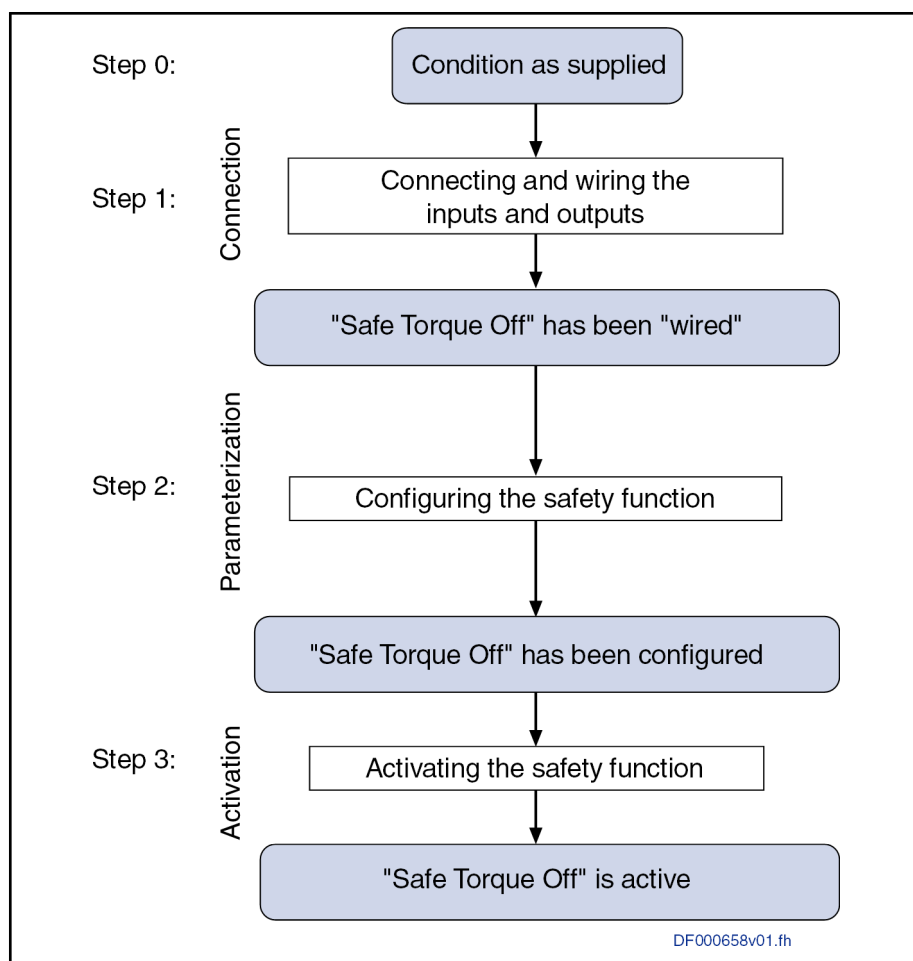 Step 0:
Condition as supplied
Connection
Step 1:
Connecting and wiring the
inputs and outputs
"Safe Torque Off" has been "wired"
Parameterization
Step 2:
Configuring the safety function
"Safe Torque Off" has been configured
Activation
Step 3:
Activating the safety function
"Safe Torque Off" is active
DF000658v01.fh